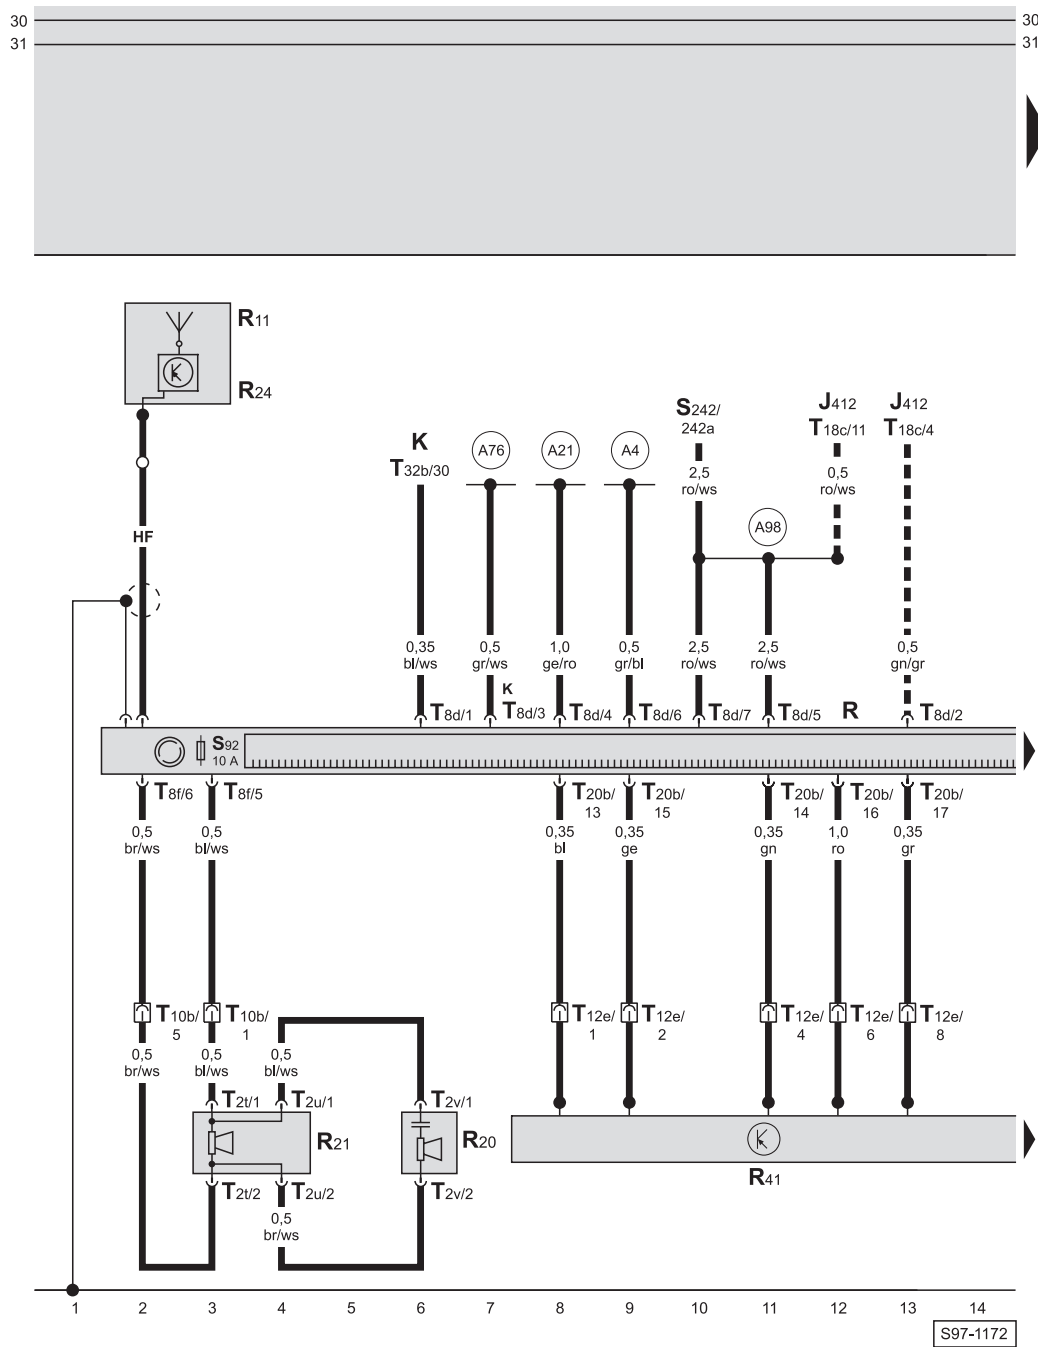 30 30
31 31
R11
R24
HF
K
T32b/30
A76
A21
A4
S242/
242a
J412
T18c/11
J412
T18c/4
2,5
ro/ws
0,5
ro/ws
A98
0,35
bl/ws
0,5
gr/ws
1,0
ge/ro
0,5
gr/bl
2,5
ro/ws
2,5
ro/ws
0,5
gn/gr
K
T8d/1 T8d/3 T8d/4 T8d/6 T8d/7 T8d/5 R T8d/2
S92
10 A
T8f/6 T8f/5
T20b/
13
T20b/
15
T20b/
14
T20b/
16
T20b/
17
0,5
br/ws
0,5
bl/ws
0,35
bl
0,35
ge
0,35
gn
1,0
ro
0,35
gr
T10b/
5
T10b/
1
T12e/
1
T12e/
2
T12e/
4
T12e/
6
T12e/
8
0,5
br/ws
0,5
bl/ws
0,5
bl/ws
T2t/1 T2u/1 T2v/1
R21
R20
R41
T2t/2 T2u/2 T2v/2
0,5
br/ws
1 2 3 4 5 6 7 8 9 10 11 12 13 14
S97-1172